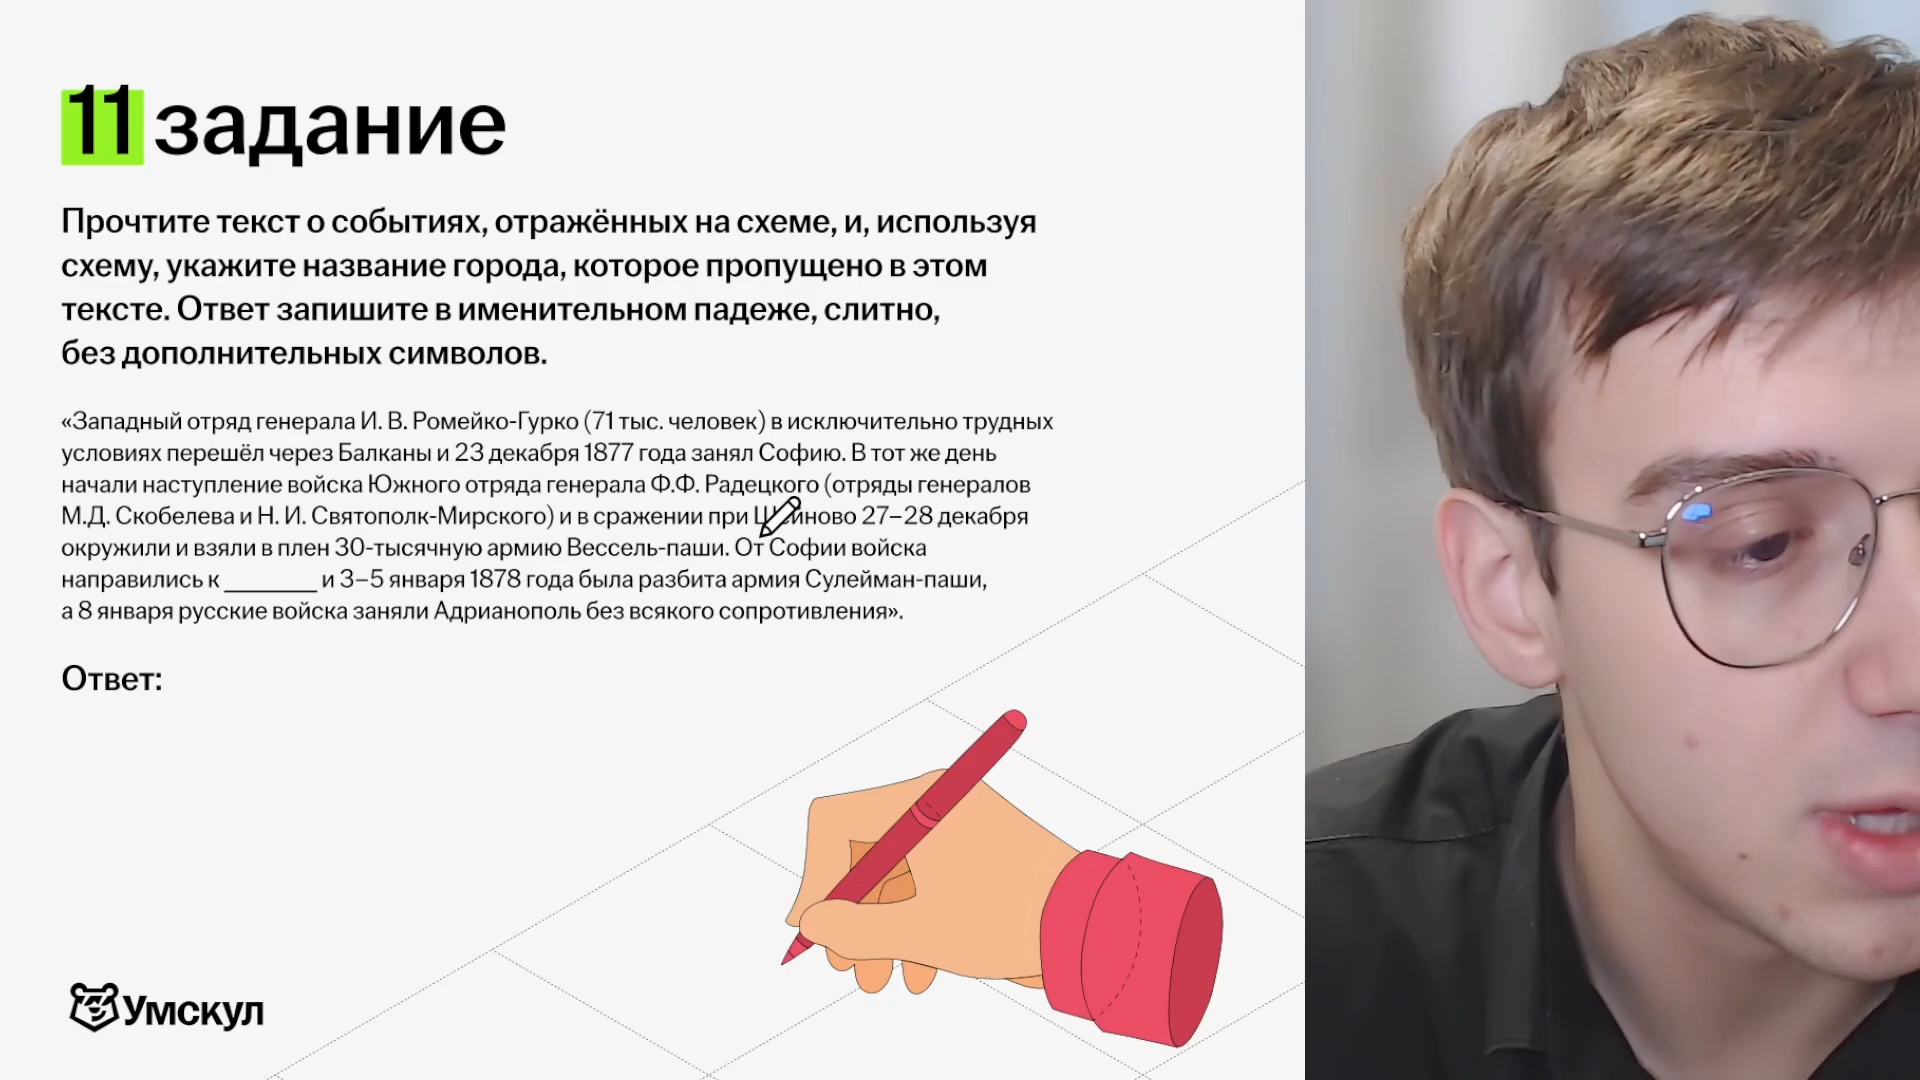 11 задание
Прочтите текст о событиях, отражённых на схеме, и, используя
схему, укажите название города, которое пропущено в этом
тексте. Ответ запишите в именительном падеже, слитно,
без дополнительных символов.
«Западный отряд генерала И. В. Ромейко-Гурко (71 тыс. человек) в исключительно трудных
условиях перешёл через Балканы и 23 декабря 1877 года занял Софию. В тот же день
начали наступление войска Южного отряда генерала Ф.Ф. Радецкого (отряды генералов
М.Д. Скобелева и Н. И. Святополк-Мирского) и в сражении при Шейново 27–28 декабря
окружили и взяли в плен 30-тысячную армию Вессель-паши. От Софии войска
направились к _______ и 3–5 января 1878 года была разбита армия Сулейман-паши,
а 8 января русские войска заняли Адрианополь без всякого сопротивления».
Ответ:
Умскул